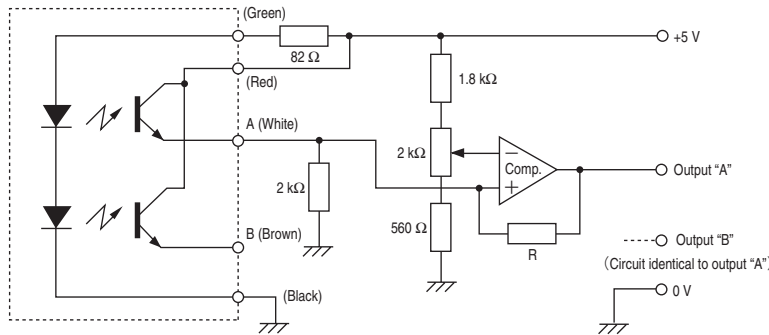 (Green)
82 Ω
+5 V
(Red)
1.8 kΩ
A (White)
2 kΩ
Comp.
−
+
Output “A”
2 kΩ
560 Ω
R
B (Brown)
Output “B”
(Circuit identical to output “A”)
(Black)
0 V